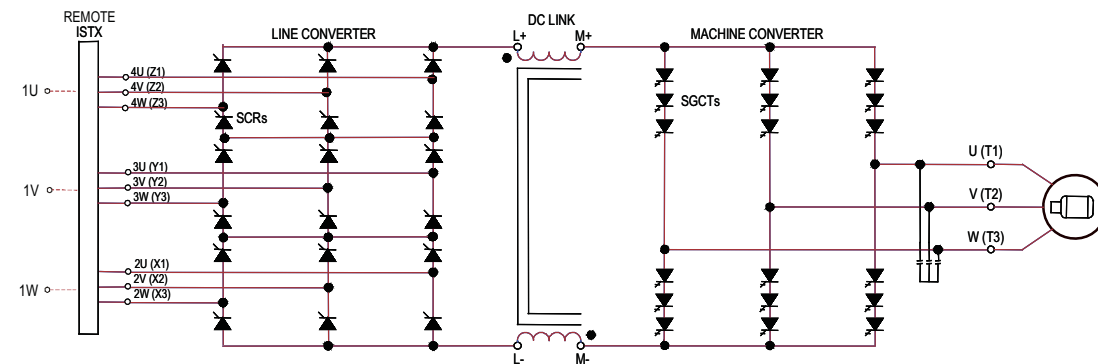 REMOTE
ISTX
LINE CONVERTER
DC LINK
MACHINE CONVERTER
L+
M+
4U (Z1)
4V (Z2)
4W (Z3)
1U
SCRs
SGCTs
3U (Y1)
3V (Y2)
3W (Y3)
1V
U (T1)
V (T2)
W (T3)
2U (X1)
2V (X2)
2W (X3)
1W
L-
M-